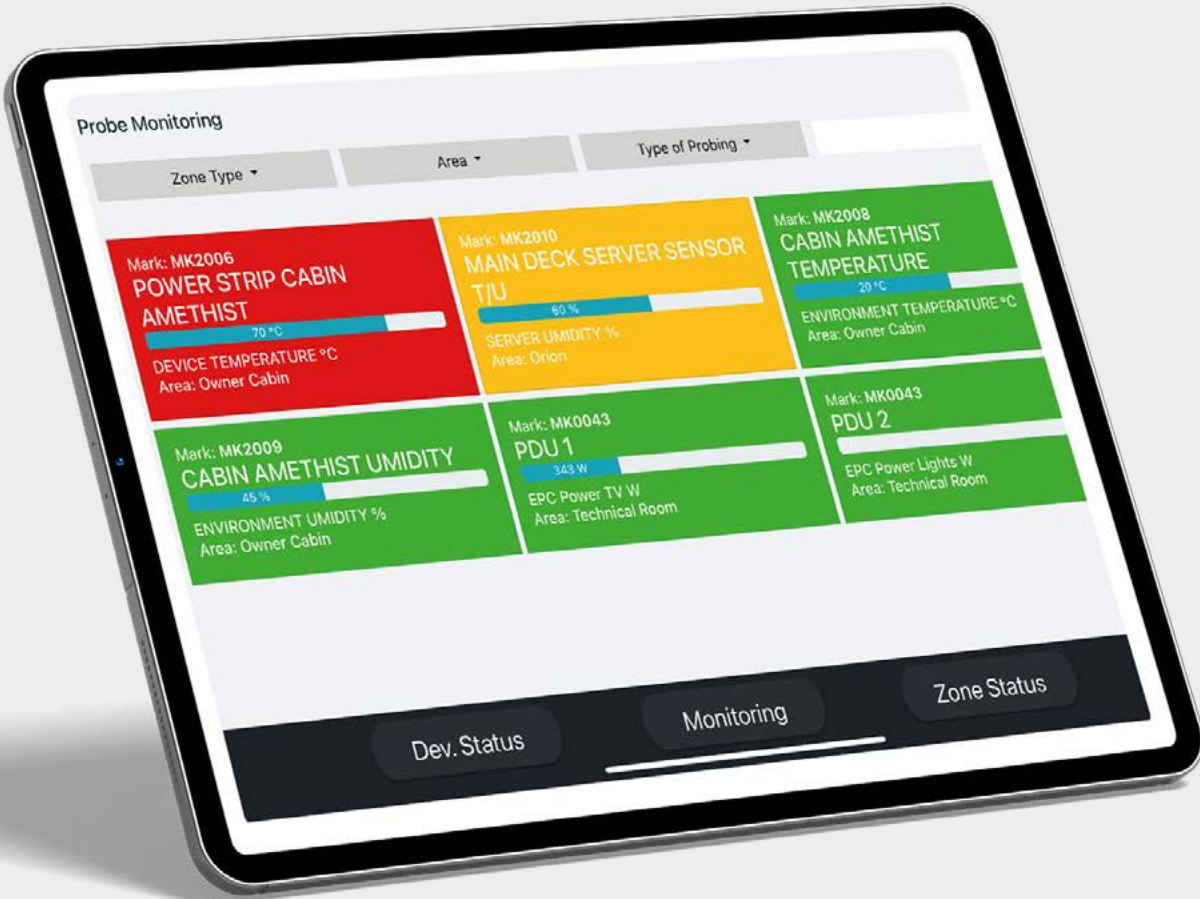 Probe Monitoring
Zone Type
Area
Type of Probing
Mark: MK2006
POWER STRIP CABIN
AMETHIST
70 °C
DEVICE TEMPERATURE °C
Area: Owner Cabin
Mark: MK2010
MAIN DECK SERVER SENSOR
T/U
60 %
SERVER UMIDITY %
Area: Orion
Mark: MK2008
CABIN AMETHIST
TEMPERATURE
20 °C
ENVIRONMENT TEMPERATURE °C
Area: Owner Cabin
Mark: MK2009
CABIN AMETHIST UMIDITY
45 %
ENVIRONMENT UMIDITY %
Area: Owner Cabin
Mark: MK0043
PDU 1
343 W
EPC Power TV W
Area: Technical Room
Mark: MK0043
PDU 2
EPC Power Lights W
Area: Technical Room
Dev. Status
Monitoring
Zone Status